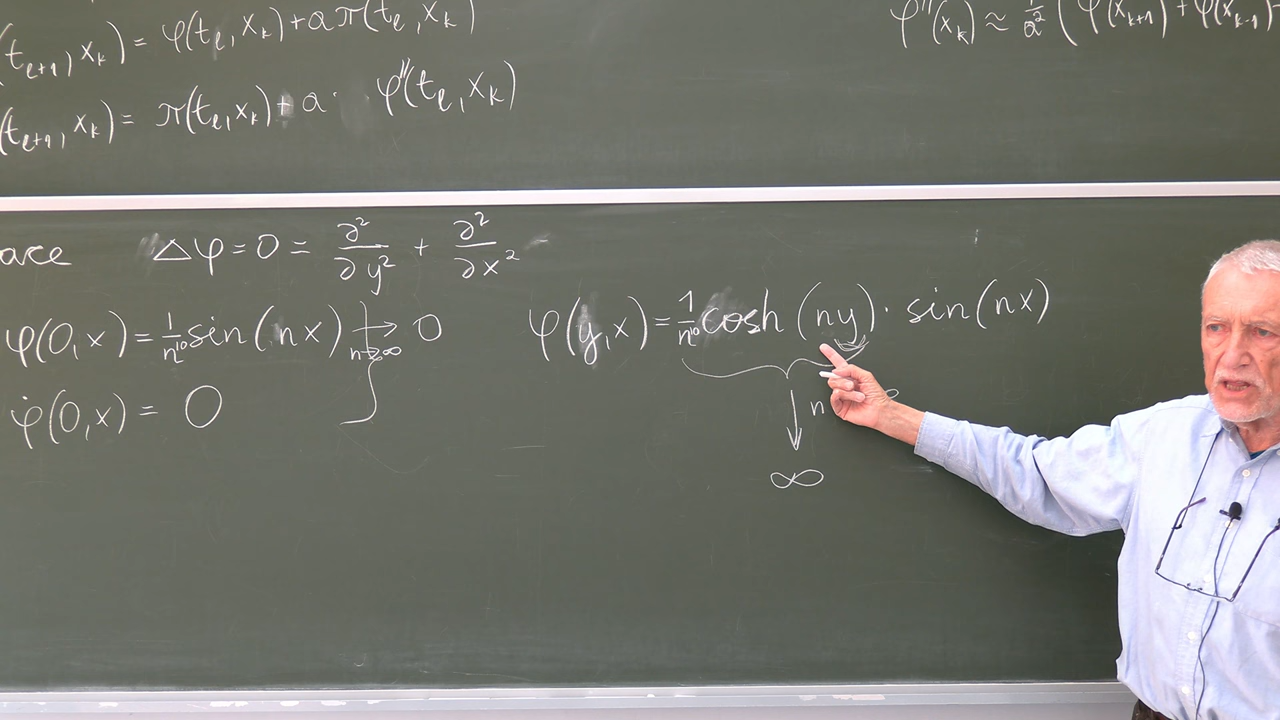 (t_{ℓ+1}, x_k) = φ(t_ℓ, x_k) + a π(t_ℓ, x_k)
φ''(x_k) ≈ 1/a² (φ(x_{k+1}) + φ(x_{k-1})
(t_{ℓ+1}, x_k) = π(t_ℓ, x_k) + a · φ''(t_ℓ, x_k)
ace Δφ = 0 = ∂²/∂y² + ∂²/∂x²
φ(0, x) = 1/n¹⁰ sin(nx) → 0 n→∞
φ(y, x) = 1/n¹⁰ cosh(ny) · sin(nx)
φ̇(0, x) = 0
↓ n
∞